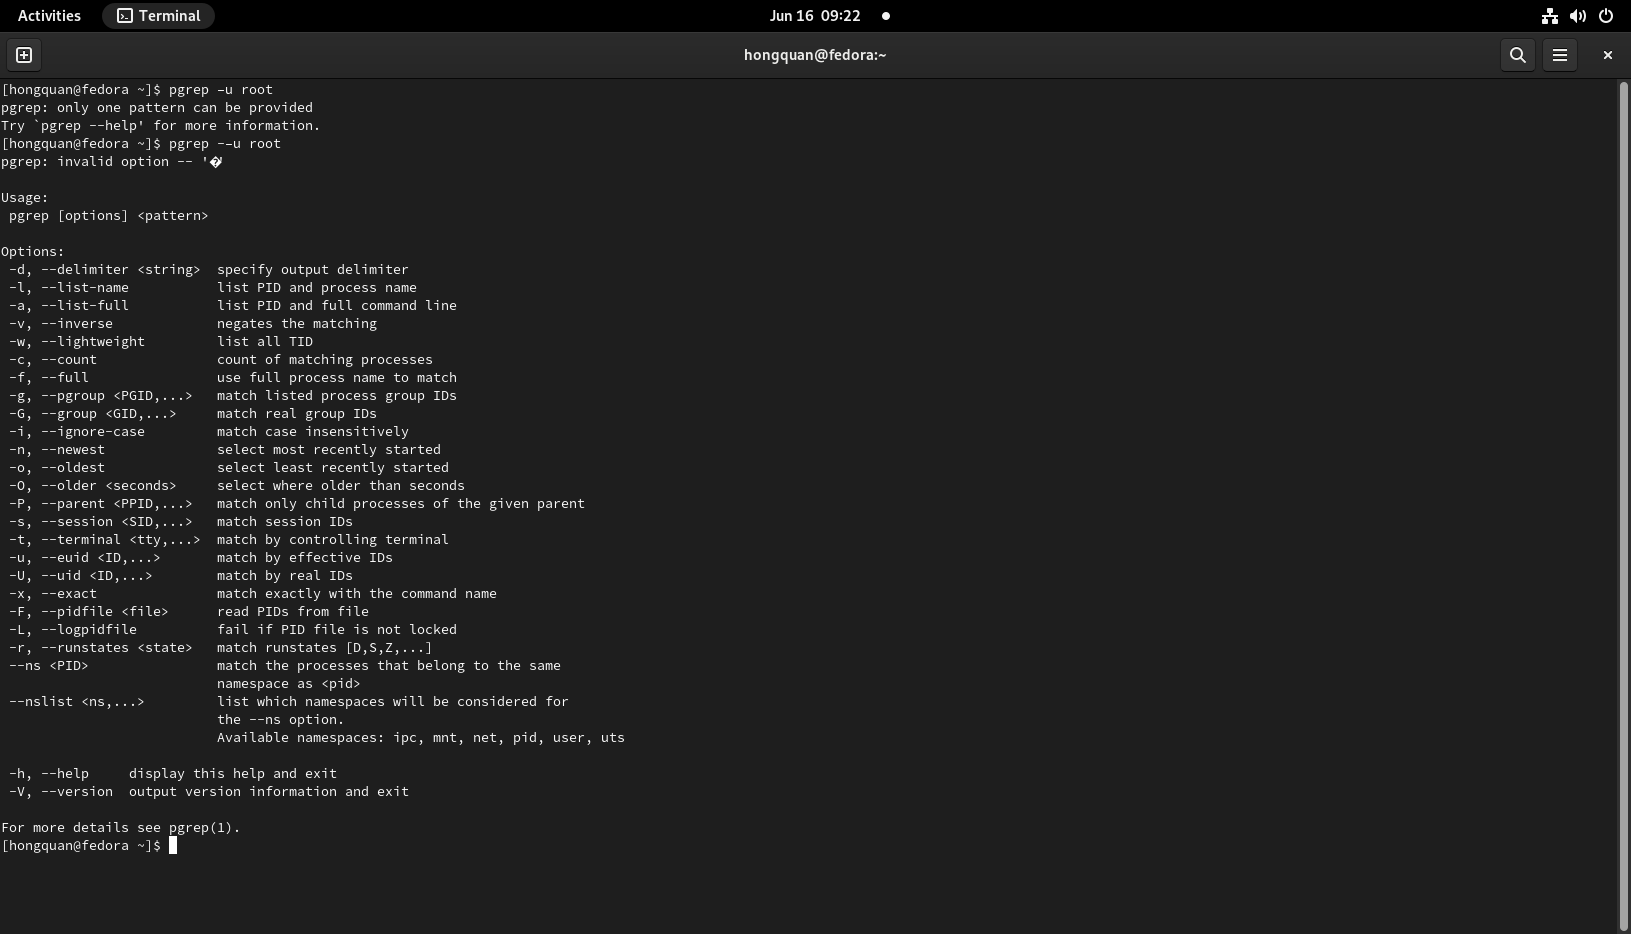 Activities Terminal Jun 16 09:22
hongquan@fedora:~
[hongquan@fedora ~]$ pgrep –u root
pgrep: only one pattern can be provided
Try `pgrep --help' for more information.
[hongquan@fedora ~]$ pgrep -–u root
pgrep: invalid option -- '�'

Usage:
 pgrep [options] <pattern>

Options:
 -d, --delimiter <string>  specify output delimiter
 -l, --list-name           list PID and process name
 -a, --list-full           list PID and full command line
 -v, --inverse             negates the matching
 -w, --lightweight         list all TID
 -c, --count               count of matching processes
 -f, --full                use full process name to match
 -g, --pgroup <PGID,...>   match listed process group IDs
 -G, --group <GID,...>     match real group IDs
 -i, --ignore-case         match case insensitively
 -n, --newest              select most recently started
 -o, --oldest              select least recently started
 -O, --older <seconds>     select where older than seconds
 -P, --parent <PPID,...>   match only child processes of the given parent
 -s, --session <SID,...>   match session IDs
 -t, --terminal <tty,...>  match by controlling terminal
 -u, --euid <ID,...>       match by effective IDs
 -U, --uid <ID,...>        match by real IDs
 -x, --exact               match exactly with the command name
 -F, --pidfile <file>      read PIDs from file
 -L, --logpidfile          fail if PID file is not locked
 -r, --runstates <state>   match runstates [D,S,Z,...]
 --ns <PID>                match the processes that belong to the same
                           namespace as <pid>
 --nslist <ns,...>         list which namespaces will be considered for
                           the --ns option.
                           Available namespaces: ipc, mnt, net, pid, user, uts

 -h, --help     display this help and exit
 -V, --version  output version information and exit

For more details see pgrep(1).
[hongquan@fedora ~]$